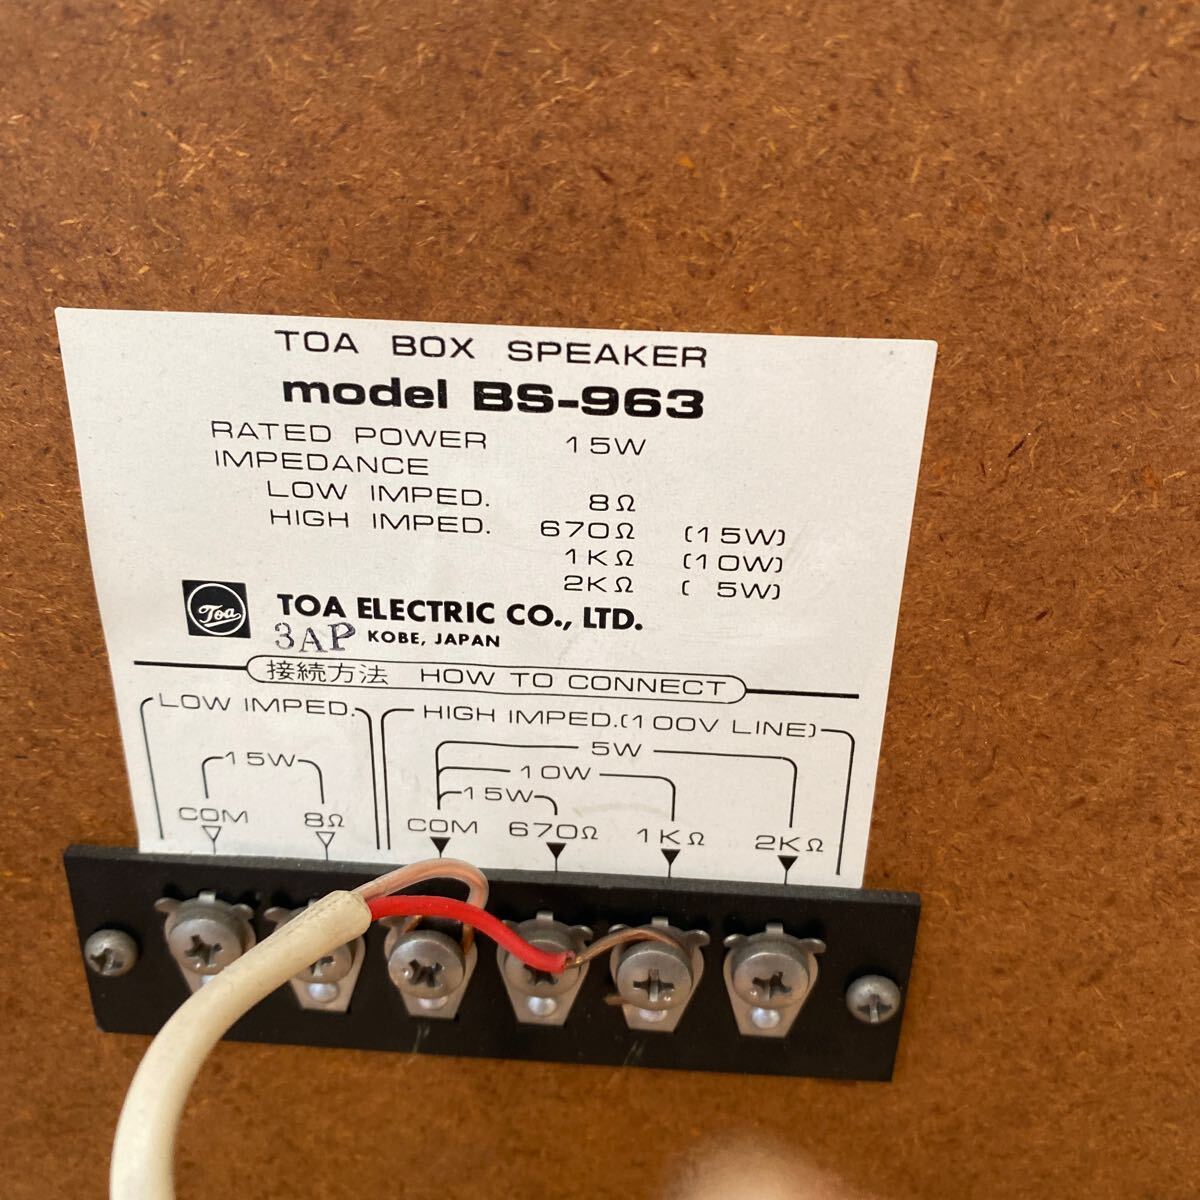 TOA BOX SPEAKER
model BS-963
RATED POWER 15W
IMPEDANCE
LOW IMPED. 8Ω
HIGH IMPED. 670Ω (15W)
1KΩ (10W)
2KΩ ( 5W)
Toa TOA ELECTRIC CO., LTD.
3AP KOBE, JAPAN
接続方法 HOW TO CONNECT
LOW IMPED. HIGH IMPED.(100V LINE)
5W
10W
15W 15W
COM 8Ω COM 670Ω 1KΩ 2KΩ